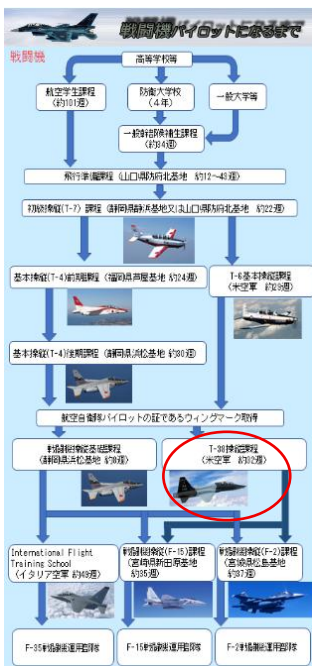 戦闘機パイロットになるまで
戦闘機
高等学校等
航空学生課程
(約101週)
防衛大学校
(4年)
一般大学等
一般幹部候補生課程
(約34週)
飛行準備課程 (山口県防府北基地 約12~43週)
初級操縦(T-7) 課程 (静岡県静浜基地又は山口県防府北基地 約22週)
基本操縦(T-4)前期課程 (福岡県芦屋基地 約24週)
T-6基本操縦課程
(米空軍 約29週)
基本操縦(T-4)後期課程 (静岡県浜松基地 約30週)
航空自衛隊パイロットの証であるウィングマーク取得
戦闘機操縦基礎課程
(静岡県浜松基地 約8週)
T-38操縦課程
(米空軍 約32週)
International Flight
Training School
(イタリア空軍 約49週)
戦闘機操縦(F-15)課程
(宮崎県新田原基地
約35週)
戦闘機操縦(F-2)課程
(宮城県松島基地
約37週)
F-35戦闘機運用部隊
F-15戦闘機運用部隊
F-2戦闘機運用部隊